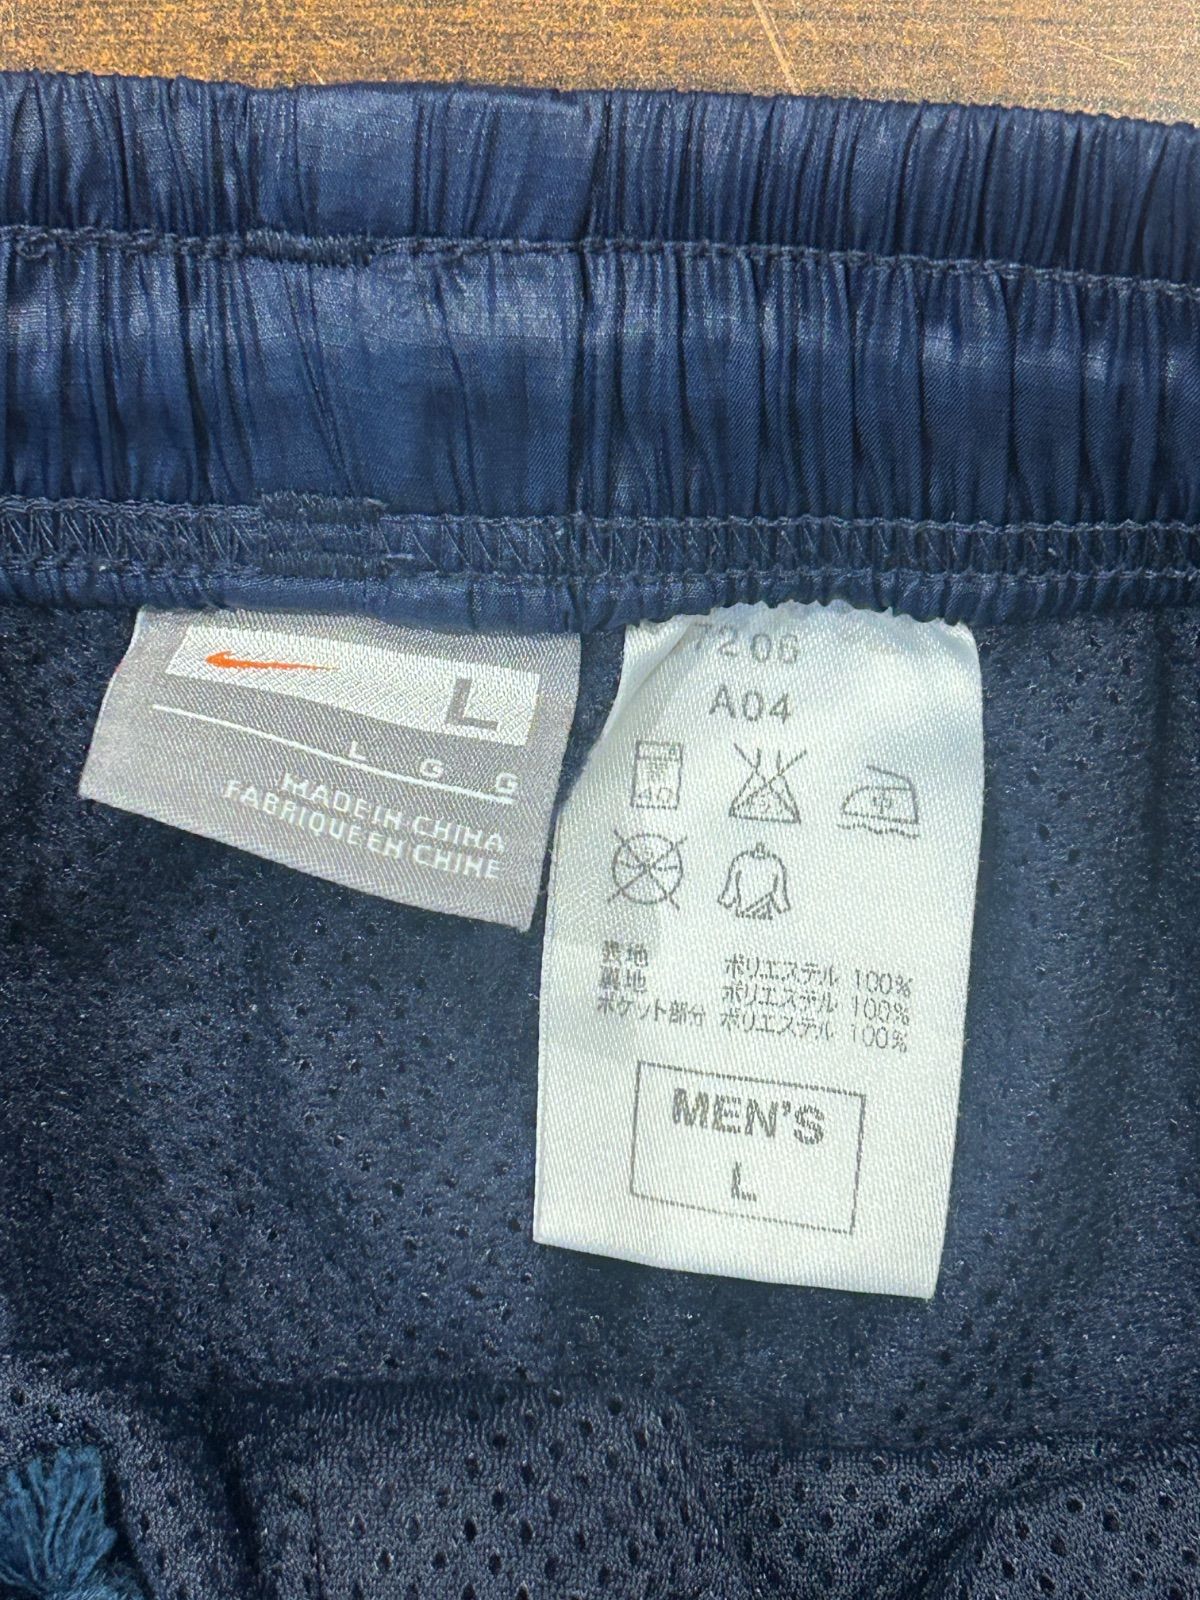 L
L G G
MADE IN CHINA
FABRIQUE EN CHINE
7206
A04
40
表地 ポリエステル 100%
裏地 ポリエステル 100%
ポケット部分 ポリエステル 100%
MEN'S
L